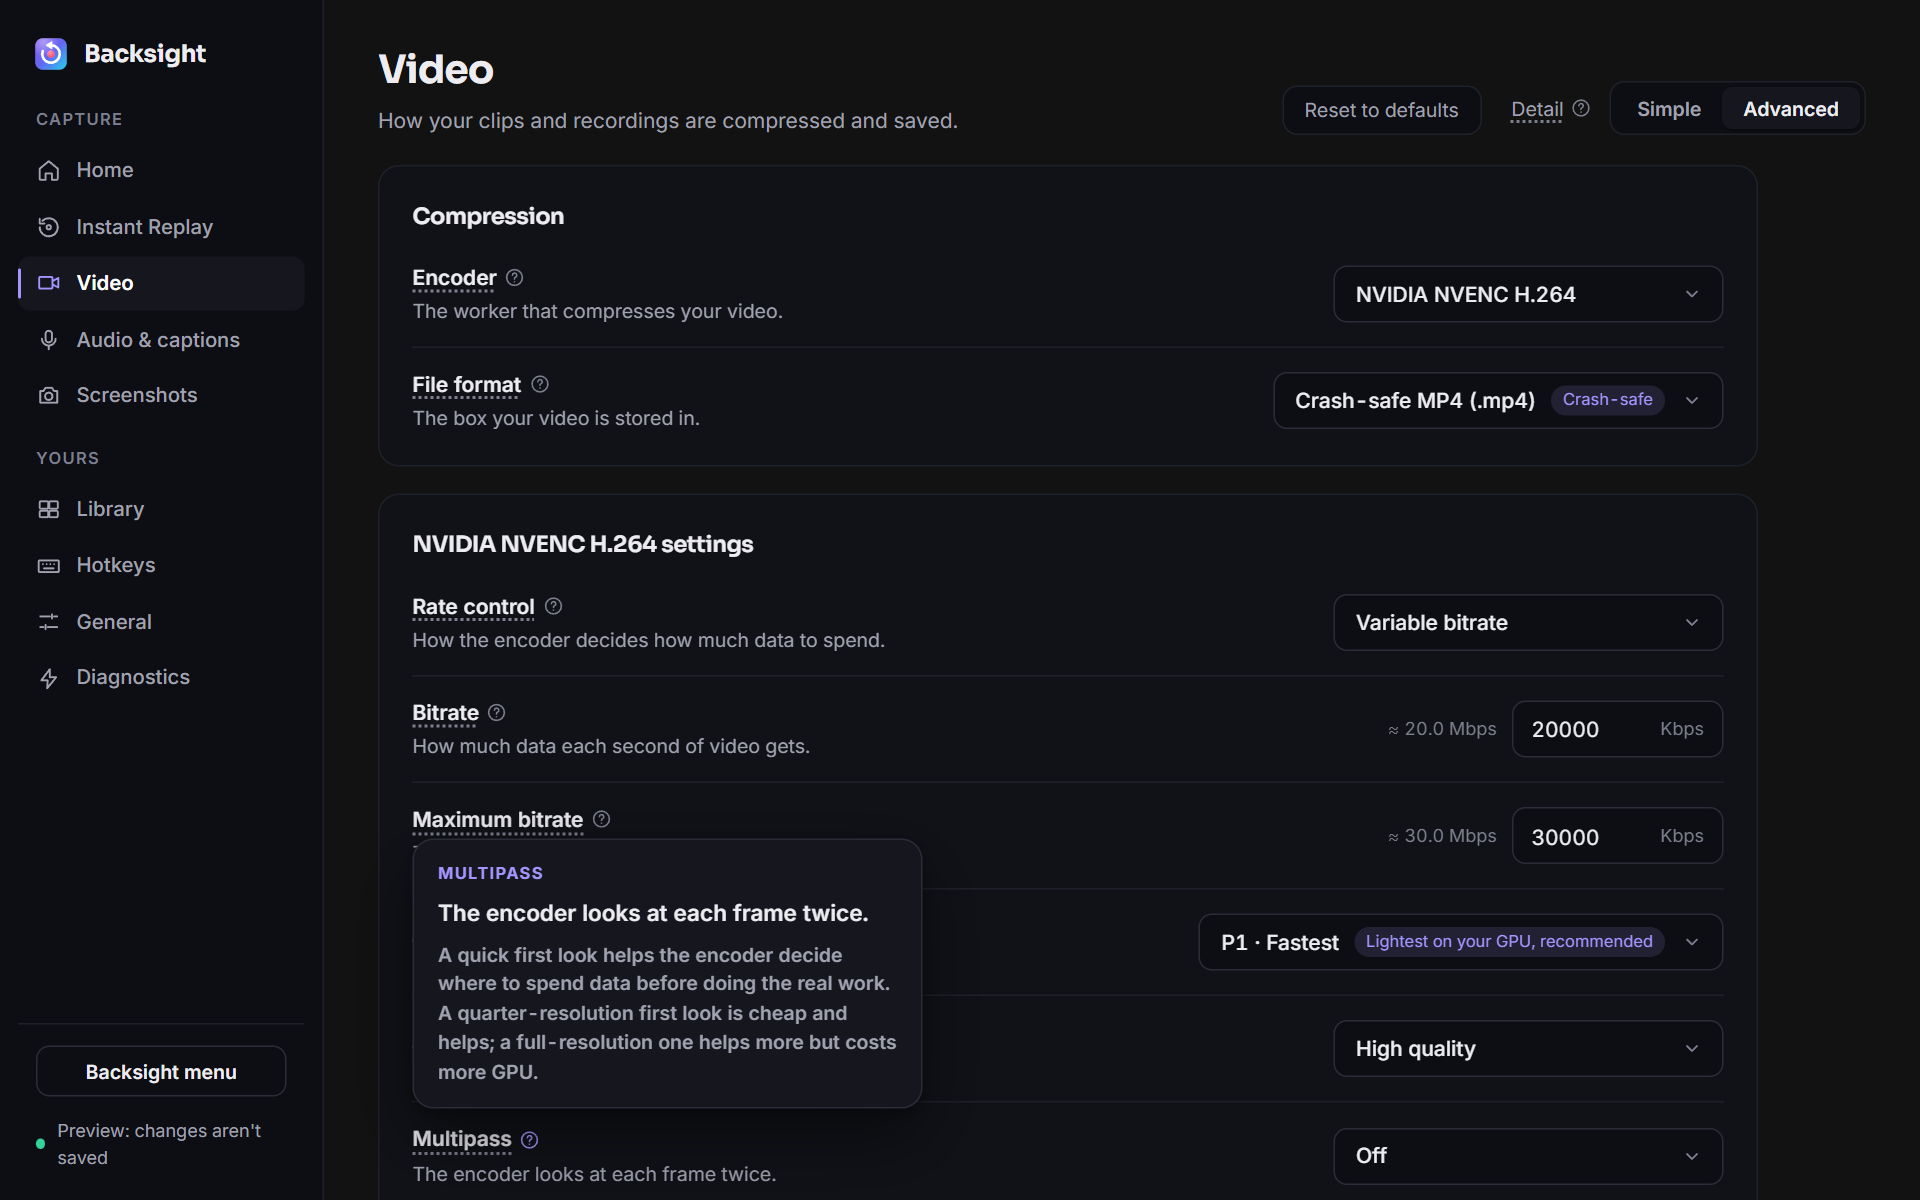 Backsight
CAPTURE
Home
Instant Replay
Video
Audio & captions
Screenshots
YOURS
Library
Hotkeys
General
Diagnostics
Backsight menu
Preview: changes aren't
saved
Video
How your clips and recordings are compressed and saved.
Reset to defaults
Detail
Simple
Advanced
Compression
Encoder
The worker that compresses your video.
NVIDIA NVENC H.264
File format
The box your video is stored in.
Crash-safe MP4 (.mp4) Crash-safe
NVIDIA NVENC H.264 settings
Rate control
How the encoder decides how much data to spend.
Variable bitrate
Bitrate
How much data each second of video gets.
≈ 20.0 Mbps 20000 Kbps
Maximum bitrate
≈ 30.0 Mbps 30000 Kbps
MULTIPASS
The encoder looks at each frame twice.
A quick first look helps the encoder decide
where to spend data before doing the real work.
A quarter-resolution first look is cheap and
helps; a full-resolution one helps more but costs
more GPU.
P1 · Fastest Lightest on your GPU, recommended
High quality
Multipass
The encoder looks at each frame twice.
Off